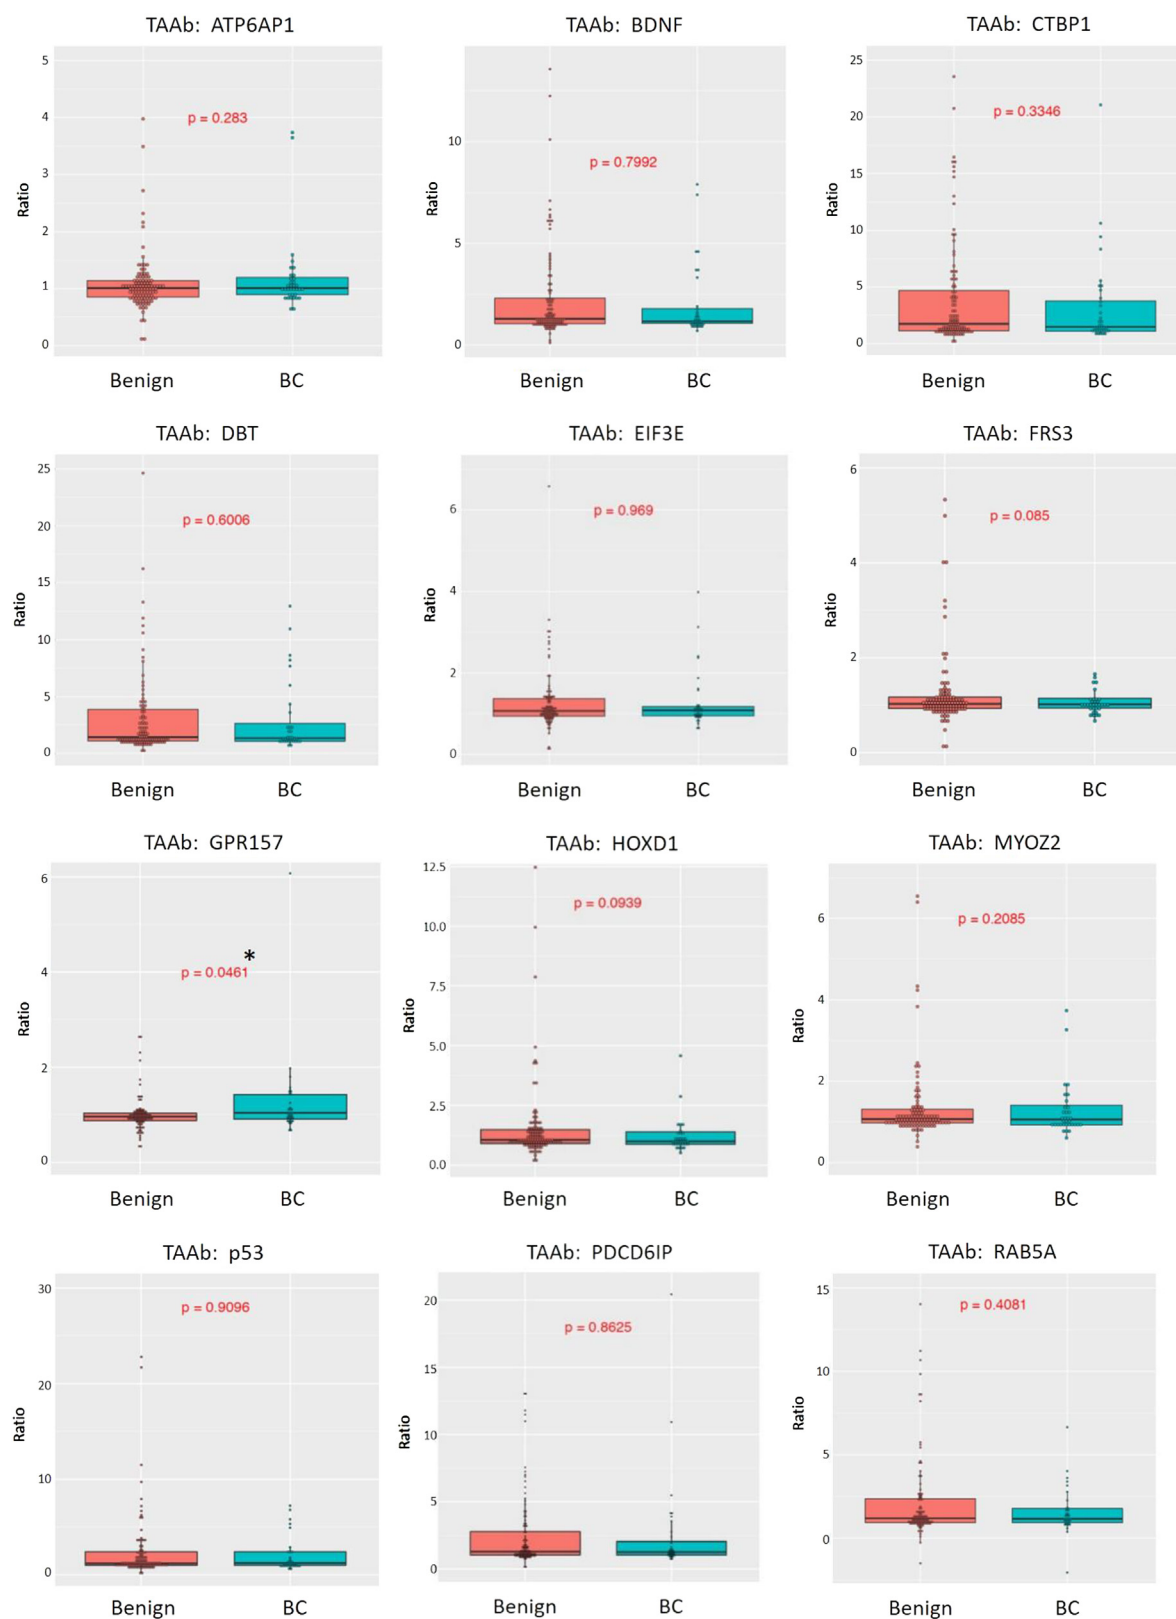 TAAb: ATP6AP1
5
4
3
2
1
0
Ratio
p = 0.283
Benign
BC
TAAb: BDNF
10
5
0
Ratio
p = 0.7992
Benign
BC
TAAb: CTBP1
25
20
15
10
5
0
Ratio
p = 0.3346
Benign
BC
TAAb: DBT
25
20
15
10
5
0
Ratio
p = 0.6006
Benign
BC
TAAb: EIF3E
6
4
2
0
Ratio
p = 0.969
Benign
BC
TAAb: FRS3
6
4
2
0
Ratio
p = 0.085
Benign
BC
TAAb: GPR157
6
4
2
0
Ratio
*
p = 0.0461
Benign
BC
TAAb: HOXD1
12.5
10.0
7.5
5.0
2.5
0.0
Ratio
p = 0.0939
Benign
BC
TAAb: MYOZ2
6
4
2
0
Ratio
p = 0.2085
Benign
BC
TAAb: p53
30
20
10
0
Ratio
p = 0.9096
Benign
BC
TAAb: PDCD6IP
20
15
10
5
0
Ratio
p = 0.8625
Benign
BC
TAAb: RAB5A
15
10
5
0
Ratio
p = 0.4081
Benign
BC